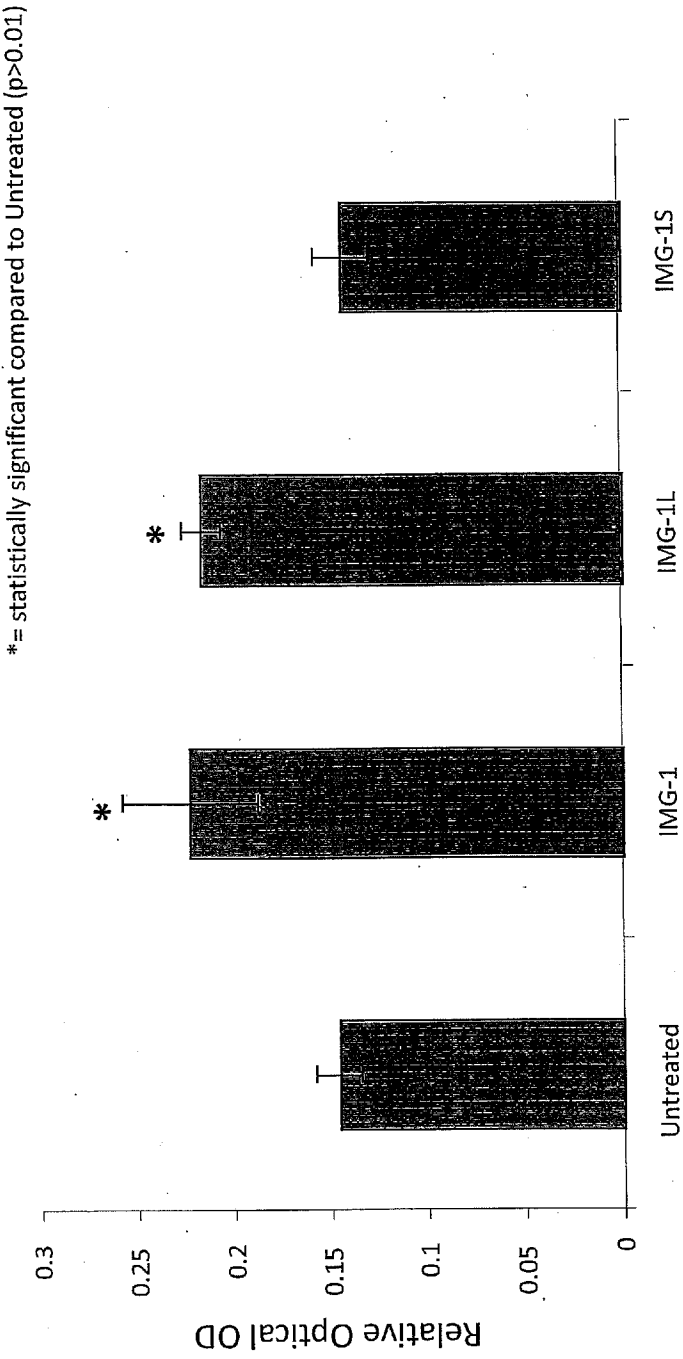 *= statistically significant compared to Untreated (p>0.01)
Relative Optical OD
0.3
0.25
0.2
0.15
0.1
0.05
0
*
*
Untreated
IMG-1
IMG-1L
IMG-1S